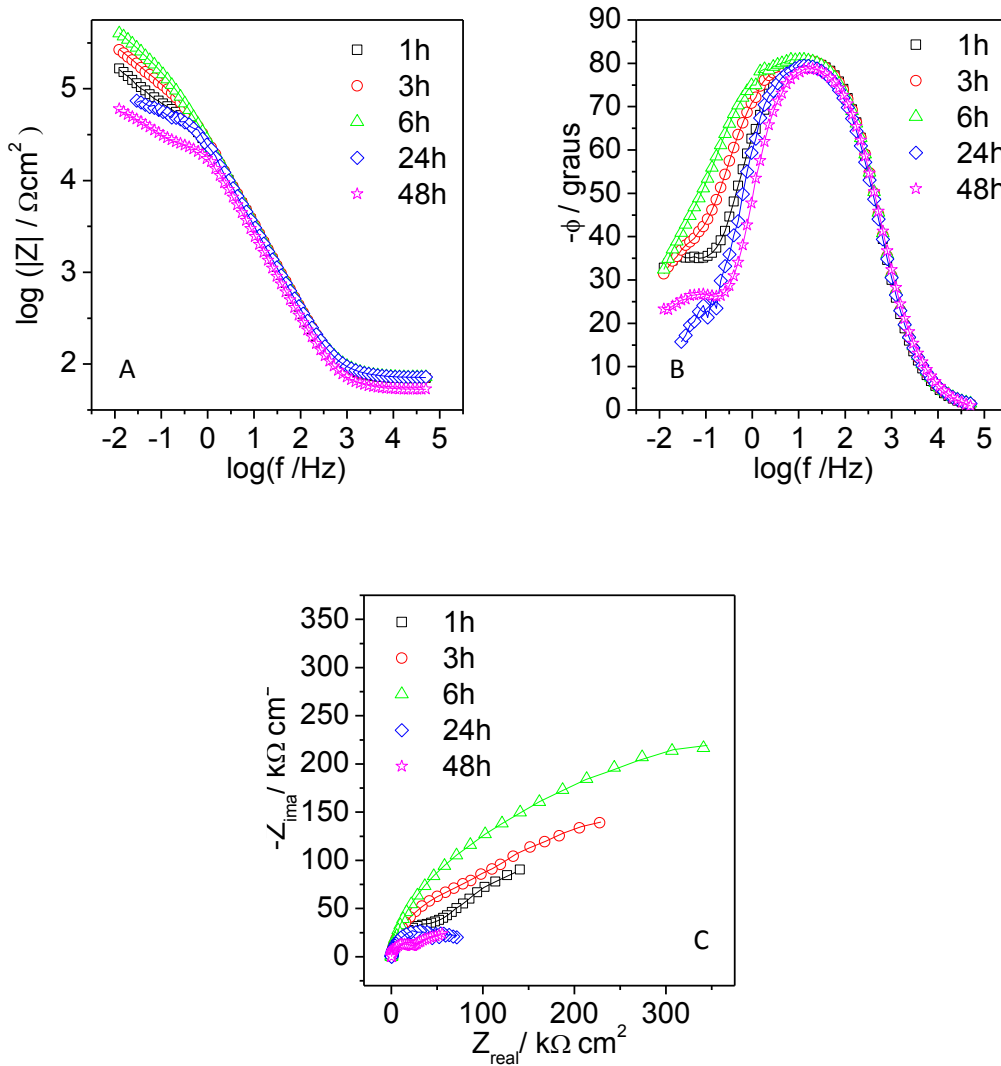 1h
3h
6h
24h
48h
5
4
3
2
A
-2 -1 0 1 2 3 4 5
log(f /Hz)
log (|Z| / Ωcm²)
90
80
70
60
50
40
30
20
10
0
1h
3h
6h
24h
48h
B
-2 -1 0 1 2 3 4 5
log(f /Hz)
-ϕ/ graus
350
300
250
200
150
100
50
0
1h
3h
6h
24h
48h
C
0 100 200 300
Z_real/ kΩ cm²
-Z_ima/ kΩ cm⁻